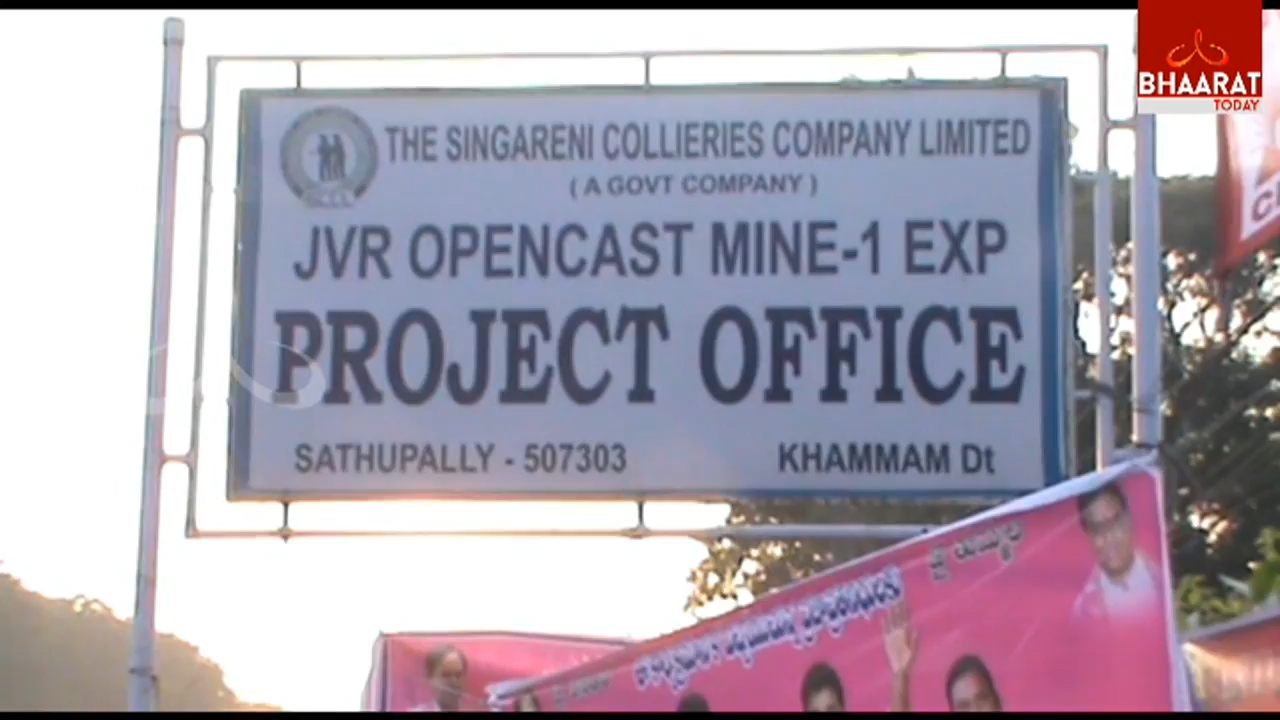 BHAARAT
TODAY
THE SINGARENI COLLIERIES COMPANY LIMITED
( A GOVT COMPANY )
JVR OPENCAST MINE-1 EXP
PROJECT OFFICE
SATHUPALLY - 507303 KHAMMAM Dt